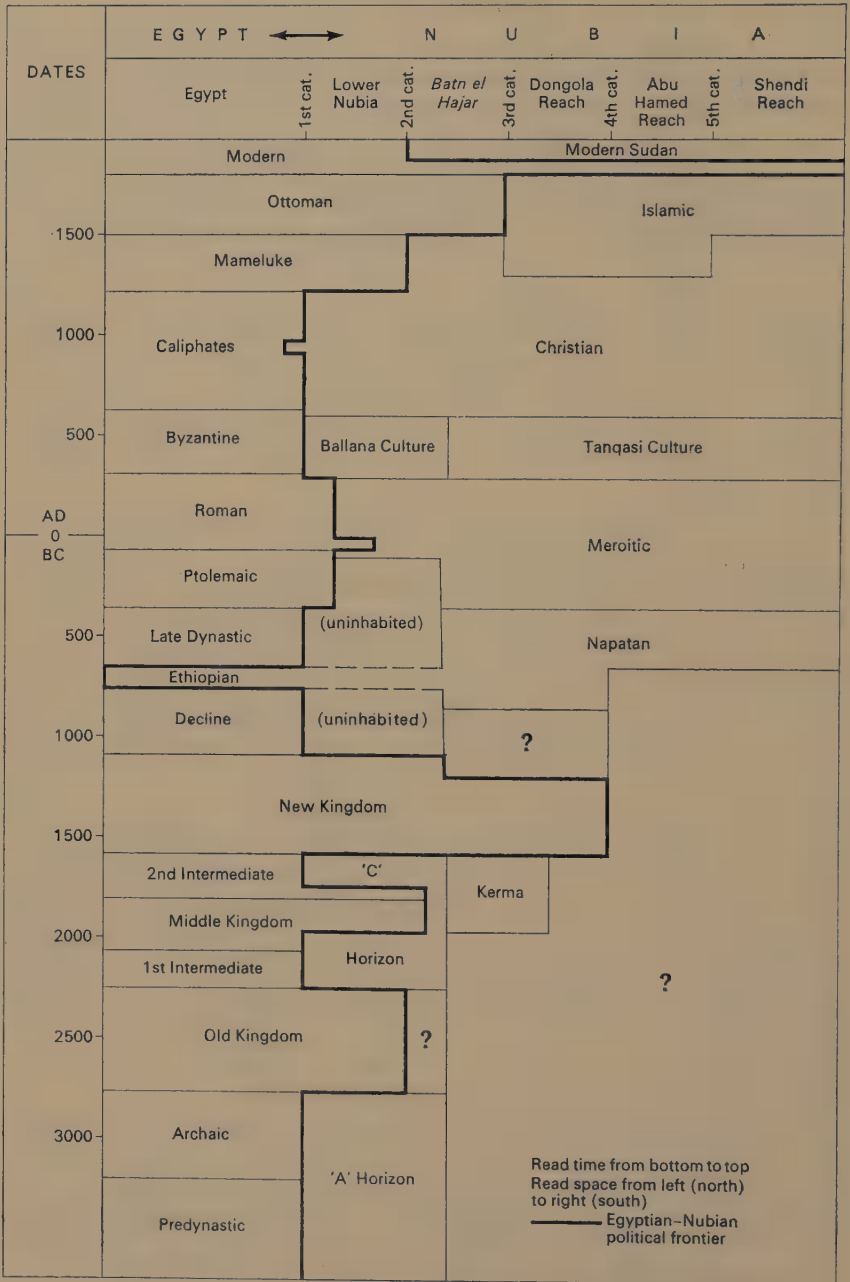 EGYPT ⟷ NUBIA
DATES
Egypt
1st cat.
Lower
Nubia
2nd cat.
Batn el
Hajar
3rd cat.
Dongola
Reach
4th cat.
Abu
Hamed
Reach
5th cat.
Shendi
Reach
Modern
Modern Sudan
Ottoman
Islamic
1500
Mameluke
1000
Caliphates
Christian
500
Byzantine
Ballana Culture
Tanqasi Culture
Roman
AD
0
BC
Meroitic
Ptolemaic
(uninhabited)
500
Late Dynastic
Napatan
Ethiopian
Decline
(uninhabited)
1000
?
New Kingdom
1500
2nd Intermediate
'C'
Kerma
Middle Kingdom
2000
1st Intermediate
Horizon
?
2500
Old Kingdom
?
3000
Archaic
'A' Horizon
Predynastic
Read time from bottom to top
Read space from left (north)
to right (south)
Egyptian–Nubian
political frontier